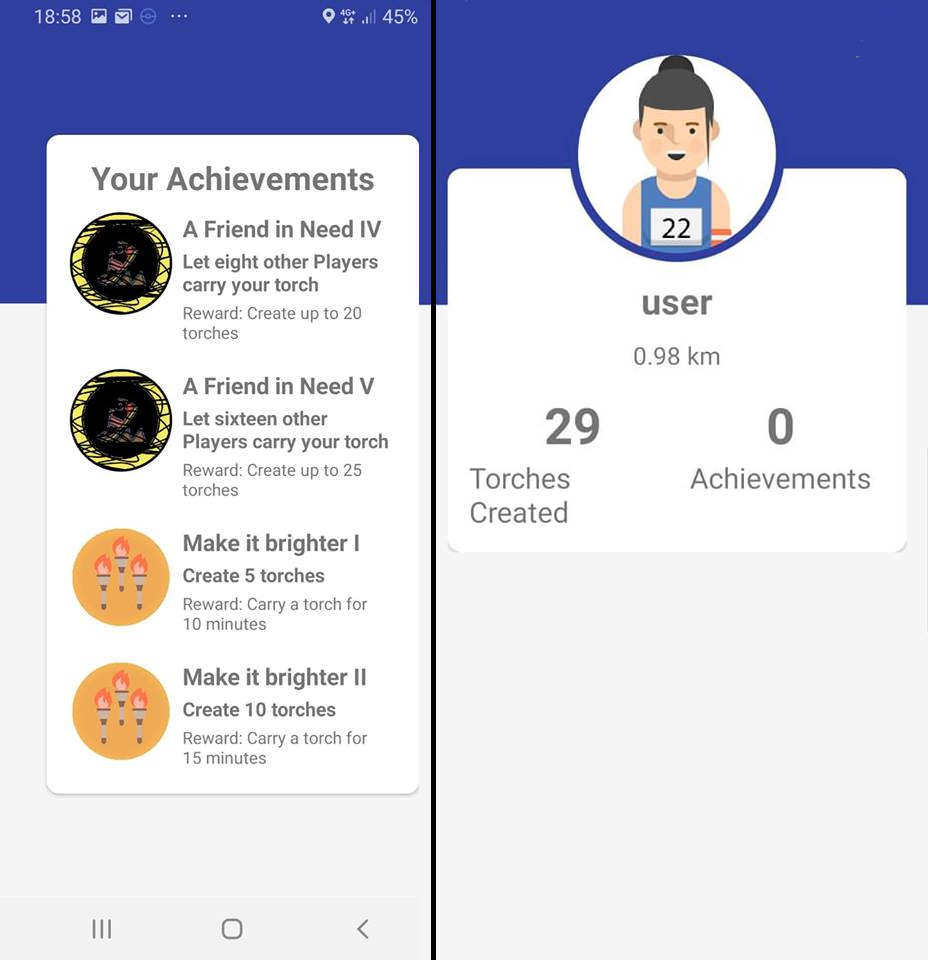 18:58 ... 4G+ 45%
Your Achievements
A Friend in Need IV
Let eight other Players
carry your torch
Reward: Create up to 20
torches
A Friend in Need V
Let sixteen other
Players carry your torch
Reward: Create up to 25
torches
Make it brighter I
Create 5 torches
Reward: Carry a torch for
10 minutes
Make it brighter II
Create 10 torches
Reward: Carry a torch for
15 minutes
22
user
0.98 km
29
Torches
Created
0
Achievements